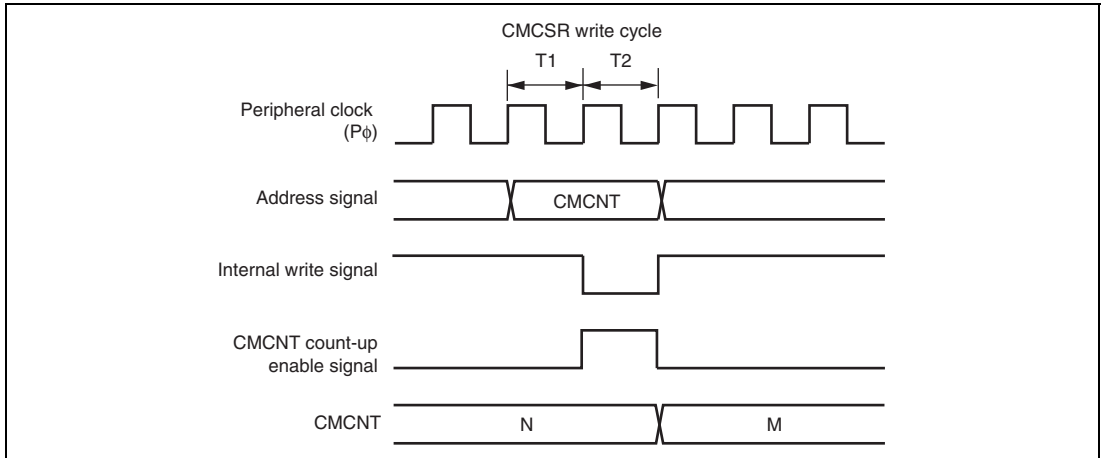 CMCSR write cycle
T1 T2
Peripheral clock
(Pϕ)
Address signal
CMCNT
Internal write signal
CMCNT count-up
enable signal
CMCNT
N M